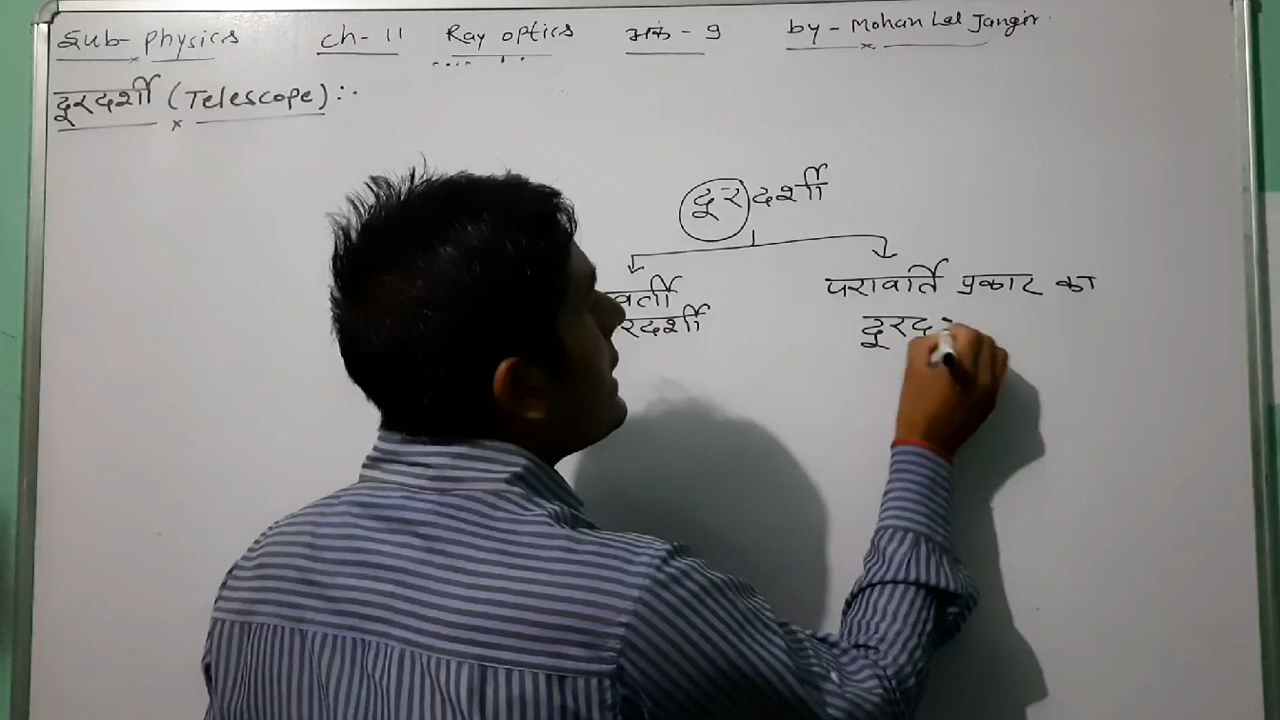 Sub- physics ch- 11 Ray optics अंक - 9 by - Mohan Lal Jangir
दूरदर्शी (Telescope) :-
दूरदर्शी
वर्ती
रदर्शी
परावर्ति प्रकार का
दूरद